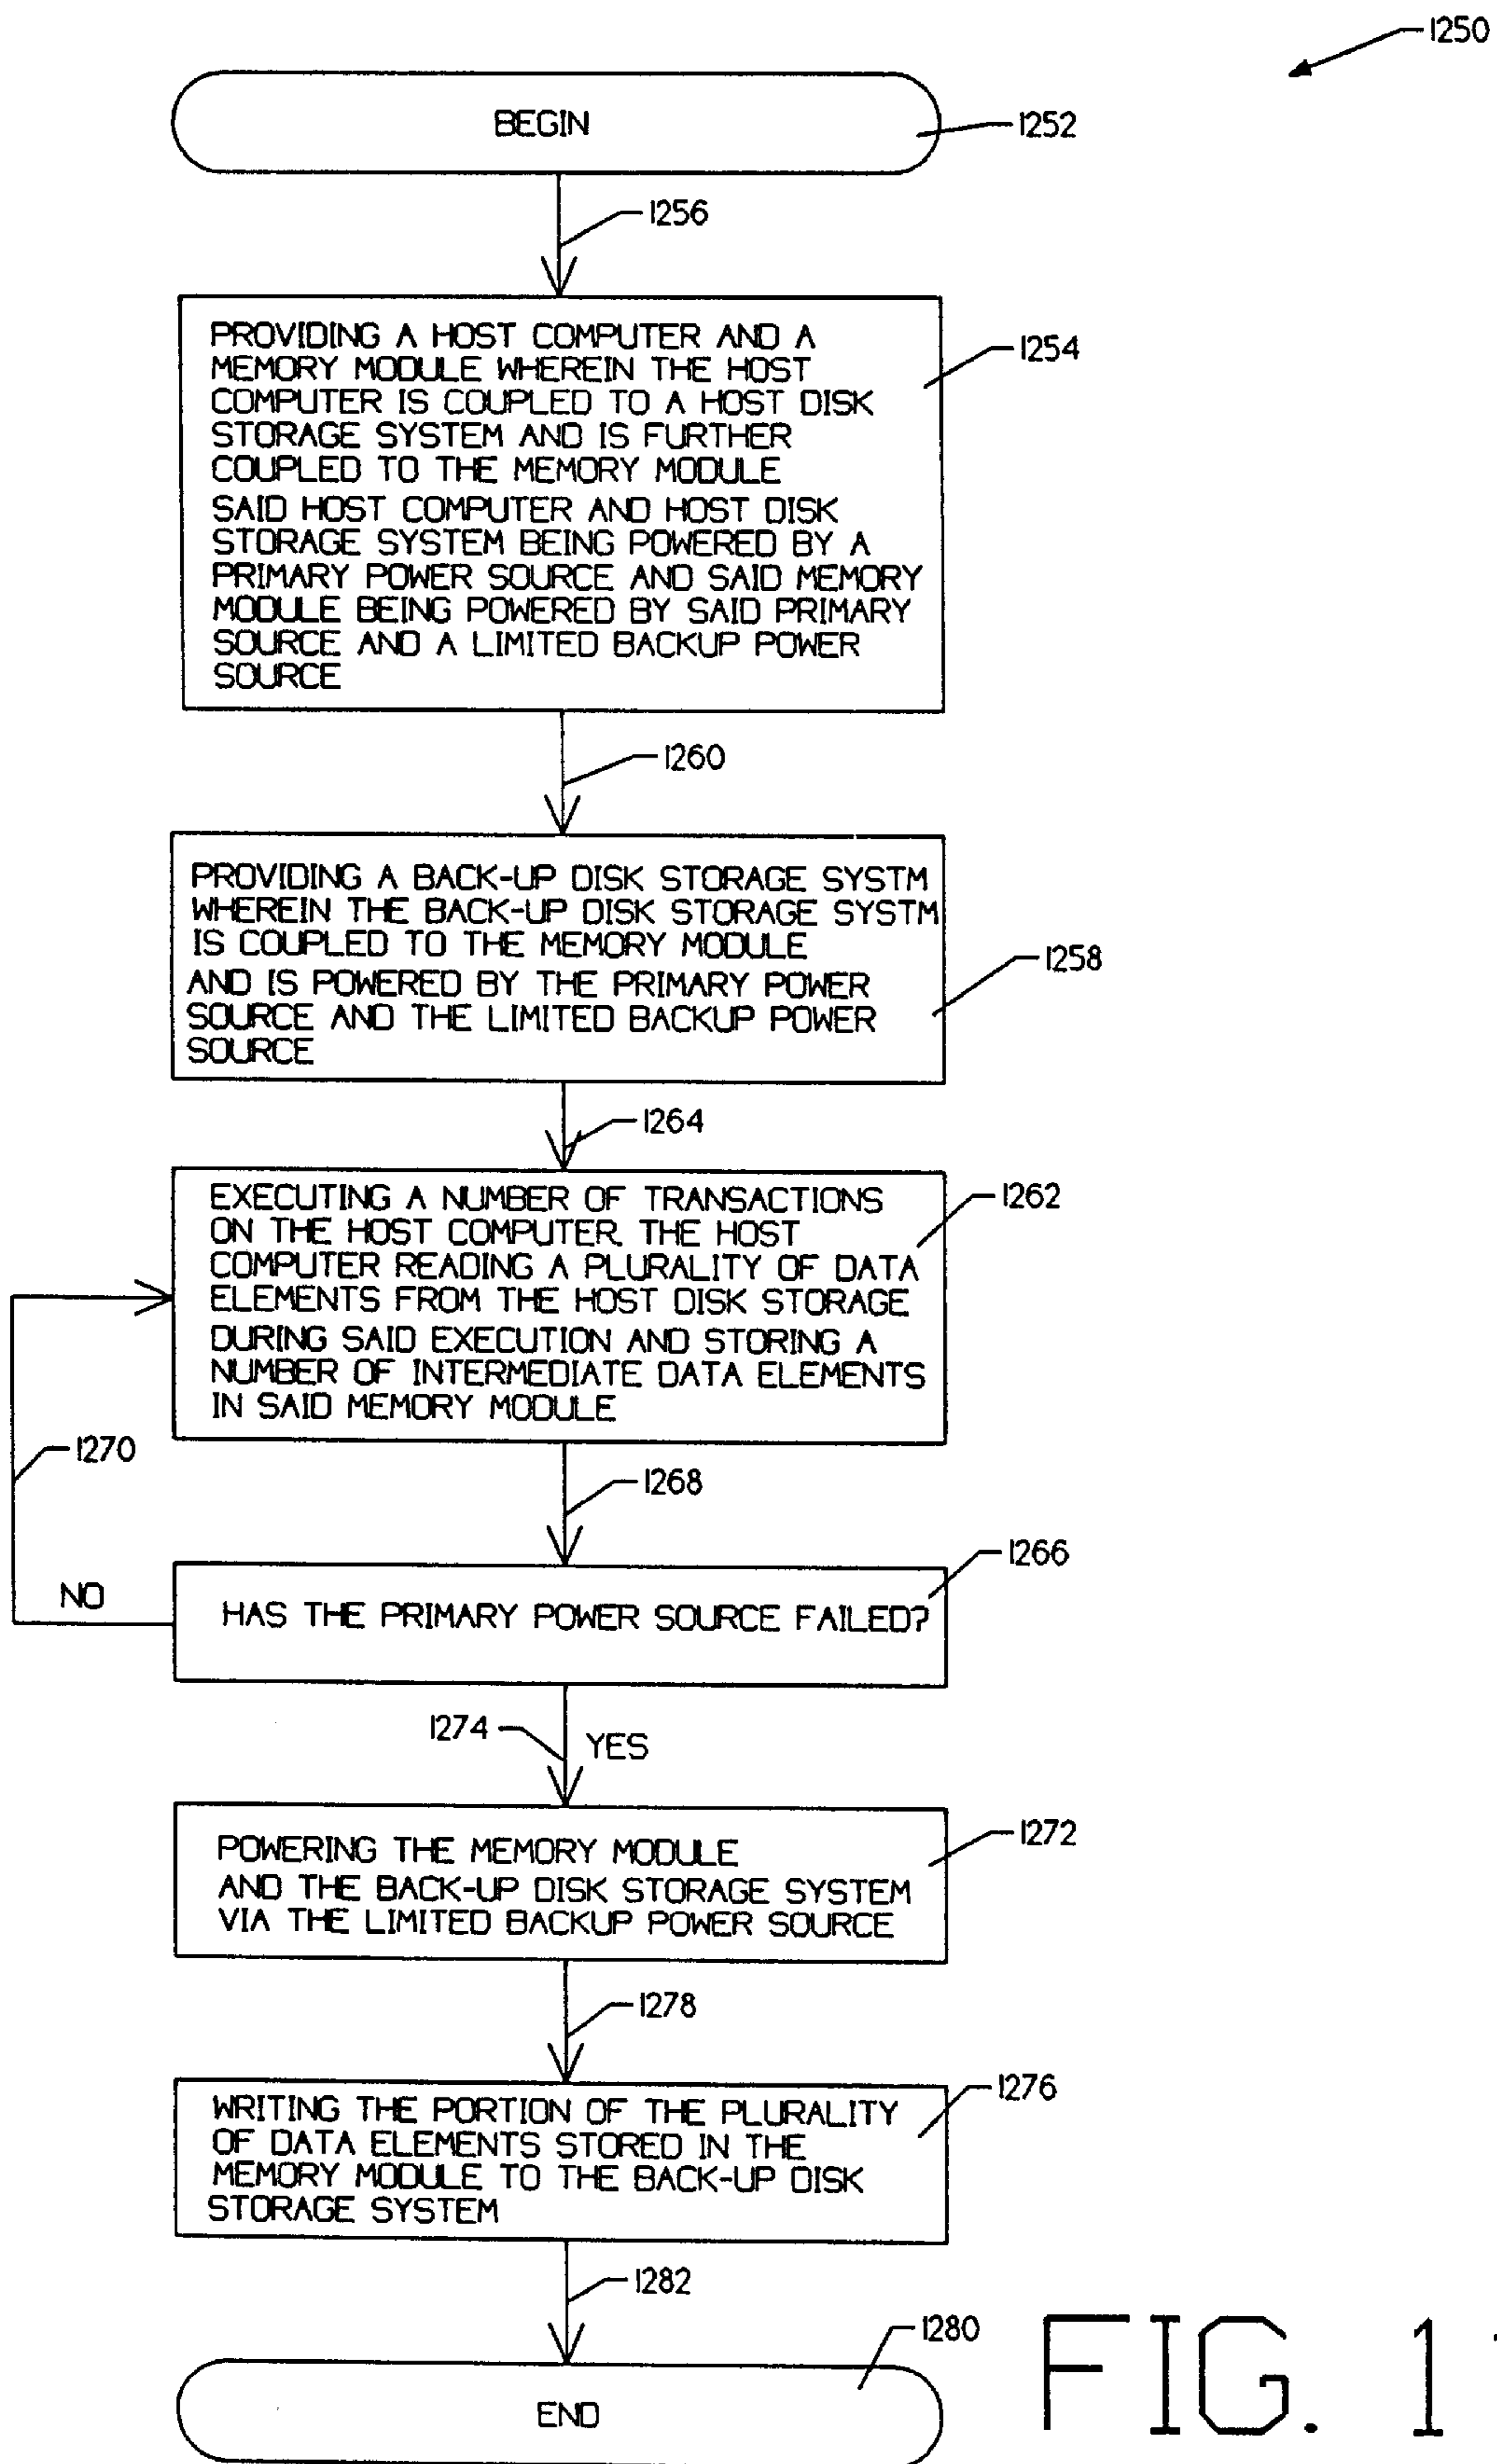 1250
BEGIN
1252
1256
PROVIDING A HOST COMPUTER AND A
MEMORY MODULE WHEREIN THE HOST
COMPUTER IS COUPLED TO A HOST DISK
STORAGE SYSTEM AND IS FURTHER
COUPLED TO THE MEMORY MODULE
SAID HOST COMPUTER AND HOST DISK
STORAGE SYSTEM BEING POWERED BY A
PRIMARY POWER SOURCE AND SAID MEMORY
MODULE BEING POWERED BY SAID PRIMARY
SOURCE AND A LIMITED BACKUP POWER
SOURCE
1254
1260
PROVIDING A BACK-UP DISK STORAGE SYSTM
WHEREIN THE BACK-UP DISK STORAGE SYSTM
IS COUPLED TO THE MEMORY MODULE
AND IS POWERED BY THE PRIMARY POWER
SOURCE AND THE LIMITED BACKUP POWER
SOURCE
1258
1264
EXECUTING A NUMBER OF TRANSACTIONS
ON THE HOST COMPUTER. THE HOST
COMPUTER READING A PLURALITY OF DATA
ELEMENTS FROM THE HOST DISK STORAGE
DURING SAID EXECUTION AND STORING A
NUMBER OF INTERMEDIATE DATA ELEMENTS
IN SAID MEMORY MODULE
1262
1270
1268
NO
HAS THE PRIMARY POWER SOURCE FAILED?
1266
1274
YES
POWERING THE MEMORY MODULE
AND THE BACK-UP DISK STORAGE SYSTEM
VIA THE LIMITED BACKUP POWER SOURCE
1272
1278
WRITING THE PORTION OF THE PLURALITY
OF DATA ELEMENTS STORED IN THE
MEMORY MODULE TO THE BACK-UP DISK
STORAGE SYSTEM
1276
1282
END
1280
FIG. 1